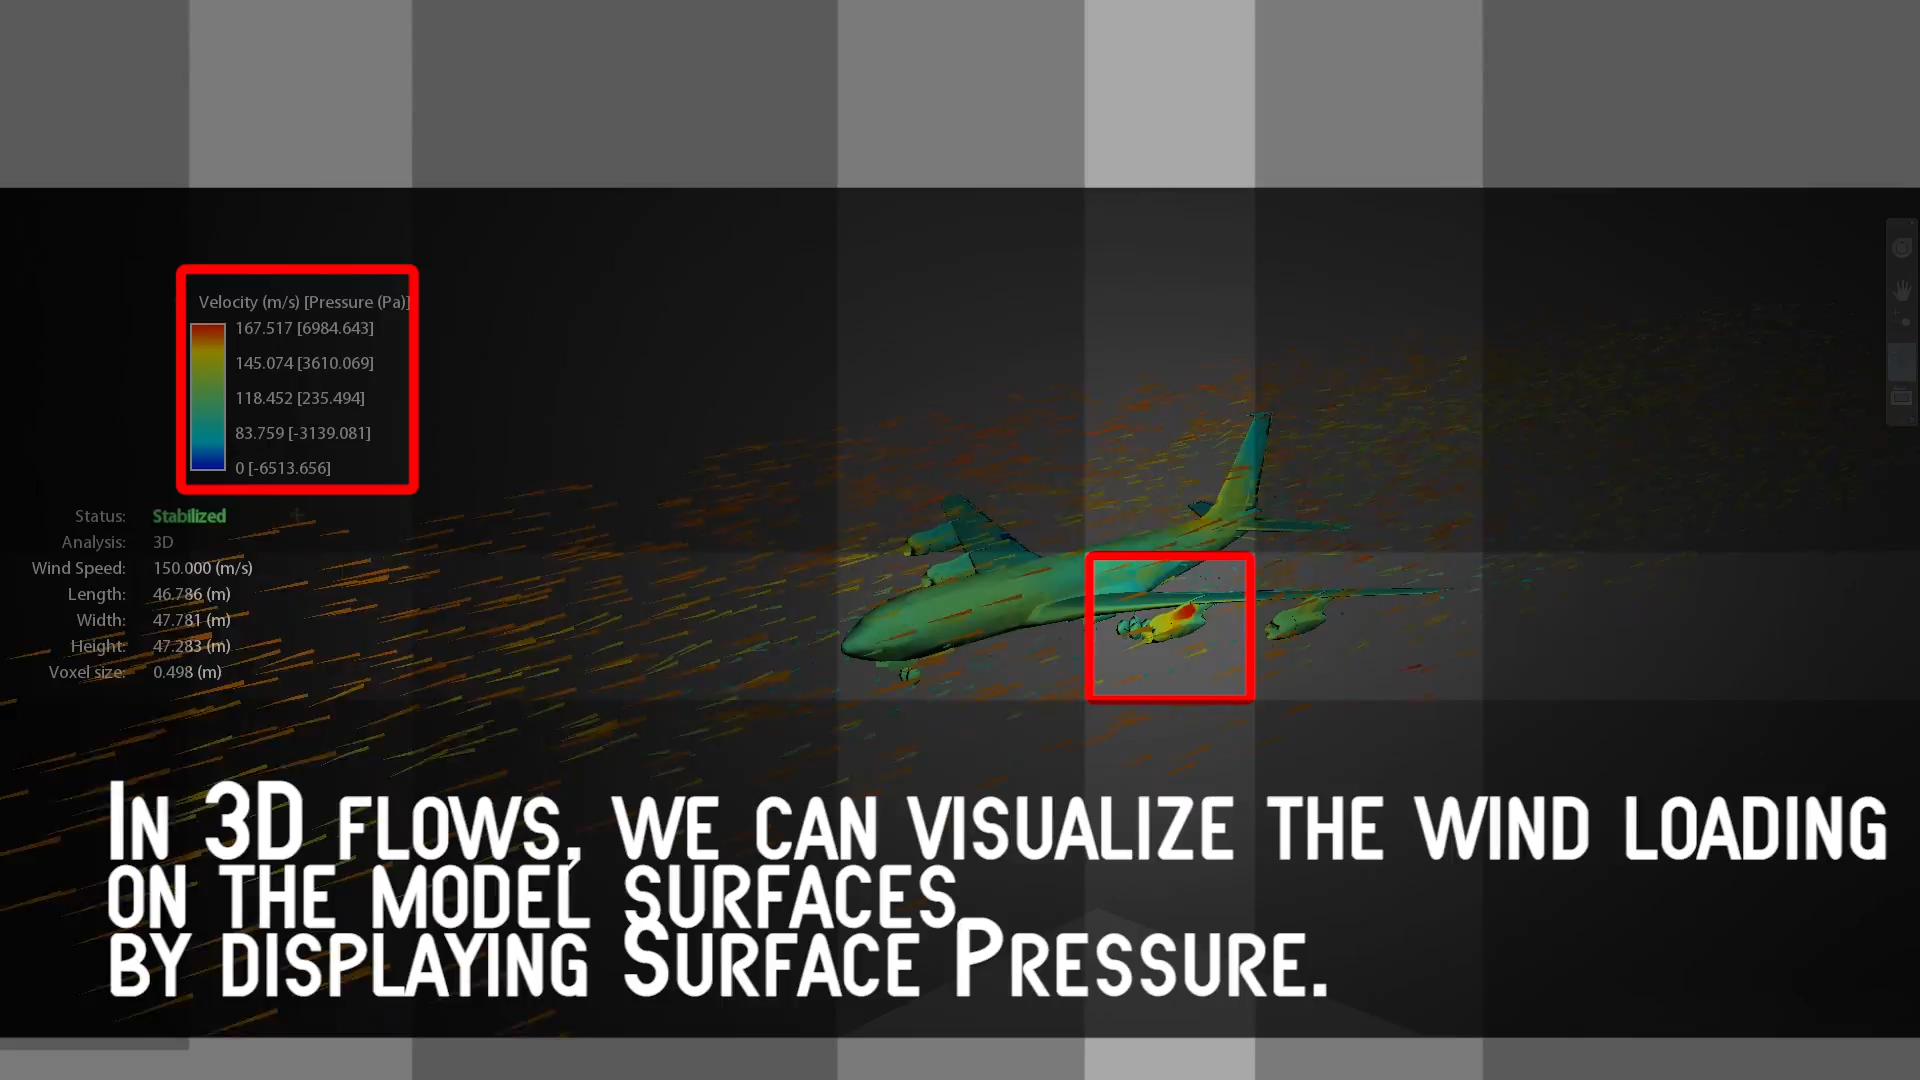 Velocity (m/s) [Pressure (Pa)]
167.517 [6984.643]
145.074 [3610.069]
118.452 [235.494]
83.759 [-3139.081]
0 [-6513.656]
Status: Stabilized
Analysis: 3D
Wind Speed: 150.000 (m/s)
Length: 46.786 (m)
Width: 47.781 (m)
Height: 47.283 (m)
Voxel size: 0.498 (m)
In 3D flows, we can visualize the wind loading
on the model surfaces
by displaying Surface Pressure.